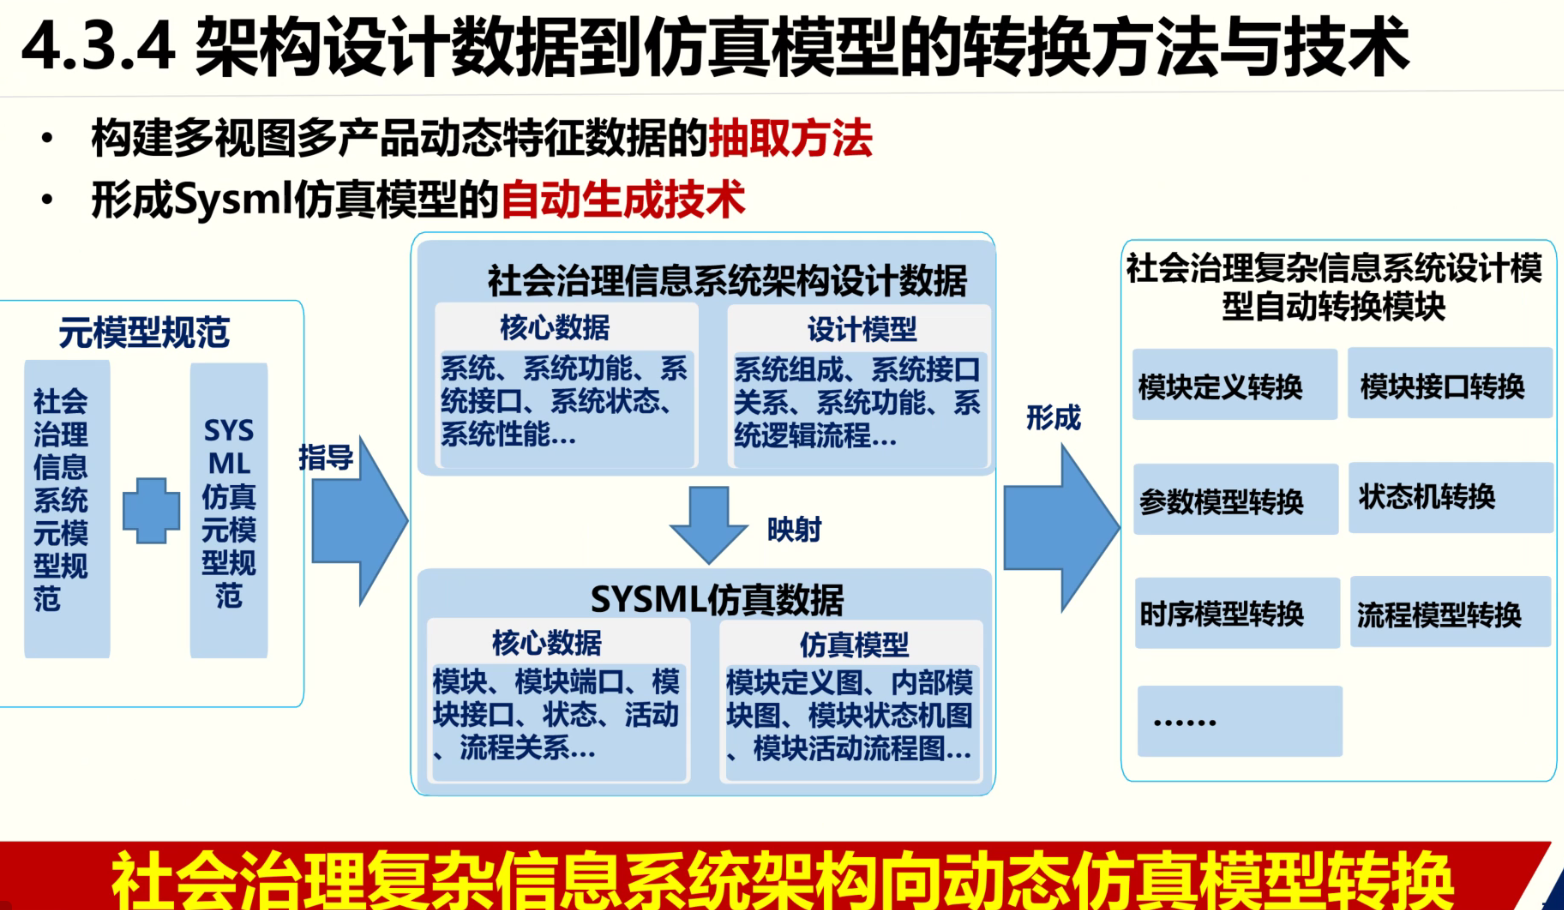 4.3.4 架构设计数据到仿真模型的转换方法与技术
• 构建多视图多产品动态特征数据的抽取方法
• 形成Sysml仿真模型的自动生成技术
元模型规范
社会
治理
信息
系统
元模
型规
范
SYS
ML
仿真
元模
型规
范
指导
社会治理信息系统架构设计数据
核心数据
系统、系统功能、系
统接口、系统状态、
系统性能...
设计模型
系统组成、系统接口
关系、系统功能、系
统逻辑流程...
映射
SYSML仿真数据
核心数据
模块、模块端口、模
块接口、状态、活动
、流程关系...
仿真模型
模块定义图、内部模
块图、模块状态机图
、模块活动流程图...
形成
社会治理复杂信息系统设计模
型自动转换模块
模块定义转换
模块接口转换
参数模型转换
状态机转换
时序模型转换
流程模型转换
......
社会治理复杂信息系统架构向动态仿真模型转换